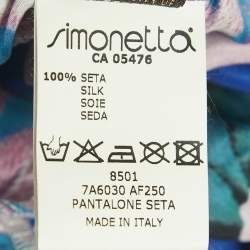 simonetta
CA 05476
100% SETA
SILK
SOIE
SEDA
8501
7A6030 AF250
PANTALONE SETA
MADE IN ITALY